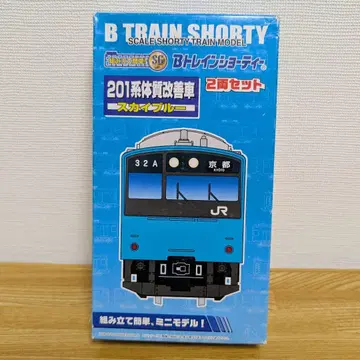 B TRAIN SHORTY
SCALE SHORTY TRAIN MODEL
Bトレインショーティー
201系体質改善車
スカイブルー
2両セット
32A
京都
KYOTO
JR
組み立て簡単、ミニモデル!